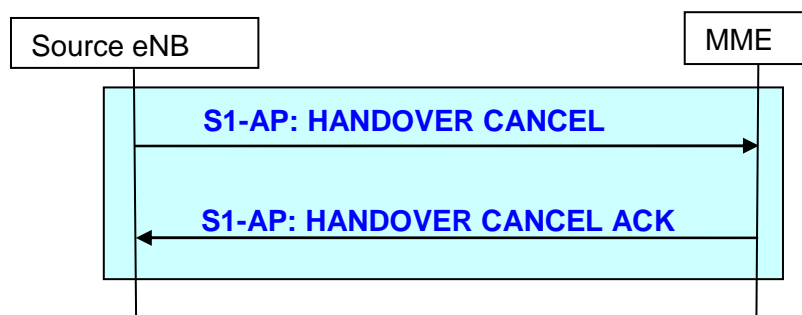 Source eNB
MME
S1-AP: HANDOVER CANCEL
S1-AP: HANDOVER CANCEL ACK